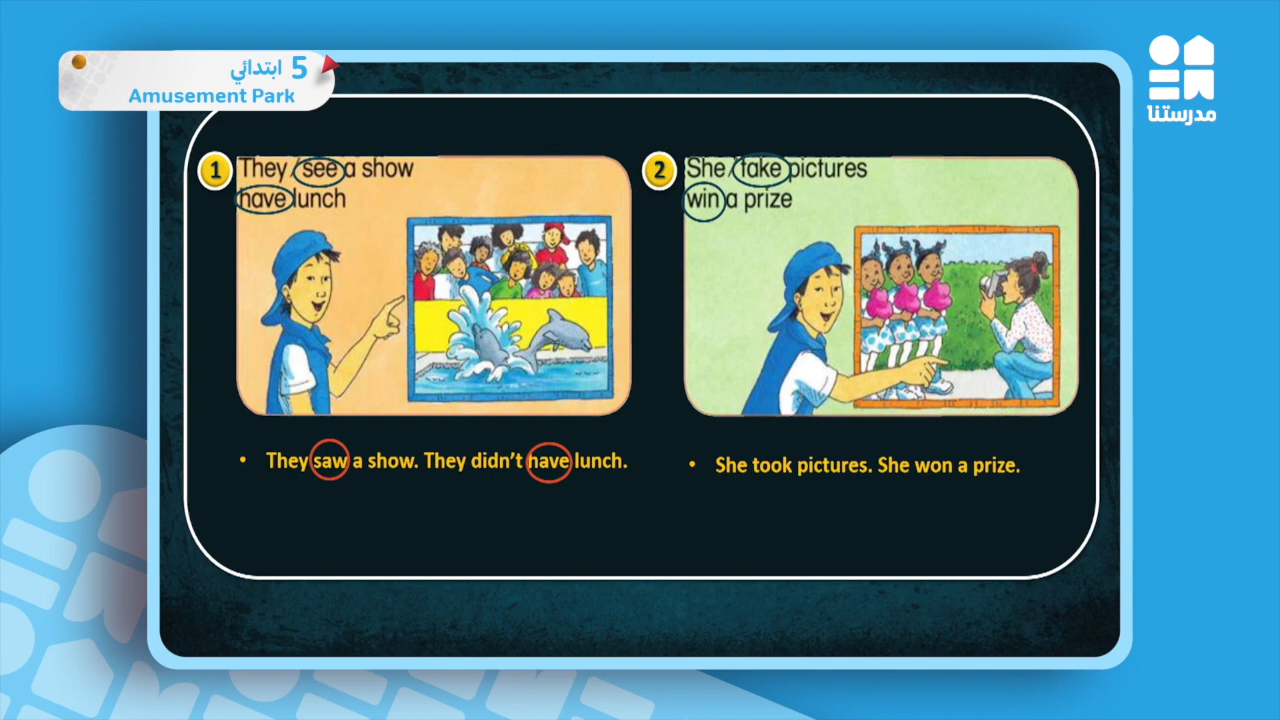 5 ابتدائي
Amusement Park
مدرستنا
1
They / see a show
have lunch
2
She / take pictures
win a prize
• They saw a show. They didn’t have lunch.
• She took pictures. She won a prize.